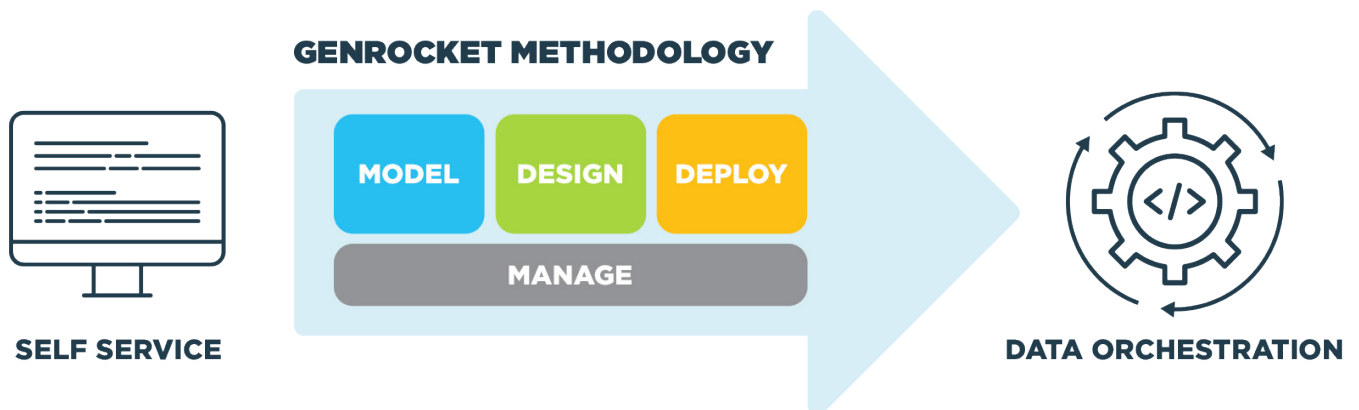 GENROCKET METHODOLOGY
MODEL
DESIGN
DEPLOY
MANAGE
SELF SERVICE
</>
DATA ORCHESTRATION